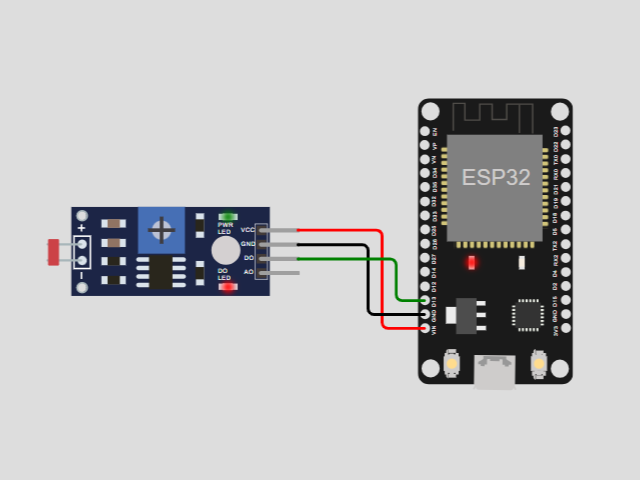 +
PWR
LED
VCC
GND
DO
AO
DO
LED
ESP32
EN
VP
VN
D34
D35
D32
D33
D25
D26
D27
D14
D12
D13
GND
VIN
D23
D22
TX0
RX0
D21
D19
D18
D5
TX2
RX2
D4
D2
D15
GND
3V3